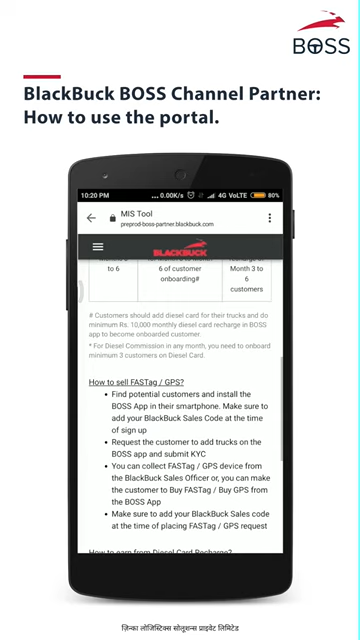 BOSS
BlackBuck BOSS Channel Partner:
How to use the portal.
10:20 PM
0.00K/s
4G VoLTE
80%
MIS Tool
preprod-boss-partner.blackbuck.com
BLACKBUCK
to 6
6 of customer
onboarding#
Month 3 to
6
customers
# Customers should add diesel card for their trucks and do
minimum Rs. 10,000 monthly diesel card recharge in BOSS
app to become onboarded customer.
* For Diesel Commission in any month, you need to onboard
minimum 3 customers on Diesel Card.
How to sell FASTag / GPS?
• Find potential customers and install the
BOSS App in their smartphone. Make sure to
add your BlackBuck Sales Code at the time
of sign up
• Request the customer to add trucks on the
BOSS app and submit KYC
• You can collect FASTag / GPS device from
the BlackBuck Sales Officer or, you can make
the customer to Buy FASTag / Buy GPS from
the BOSS App
• Make sure to add your BlackBuck Sales code
at the time of placing FASTag / GPS request
How to earn from Diesel Card Recharge?
ज़िन्का लोजिस्टिक्स सोलूशन्स प्राइवेट लिमिटेड